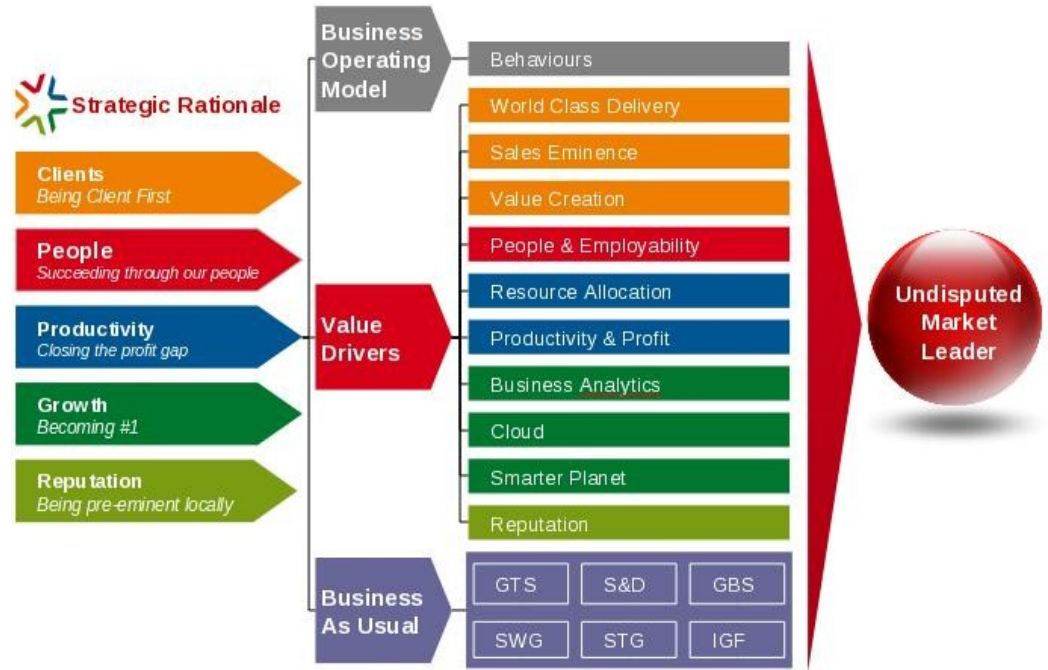 Strategic Rationale
Clients
Being Client First
People
Succeeding through our people
Productivity
Closing the profit gap
Growth
Becoming #1
Reputation
Being pre-eminent locally
Business
Operating
Model
Value
Drivers
Business
As Usual
Behaviours
World Class Delivery
Sales Eminence
Value Creation
People & Employability
Resource Allocation
Productivity & Profit
Business Analytics
Cloud
Smarter Planet
Reputation
GTS S&D GBS
SWG STG IGF
Undisputed
Market
Leader